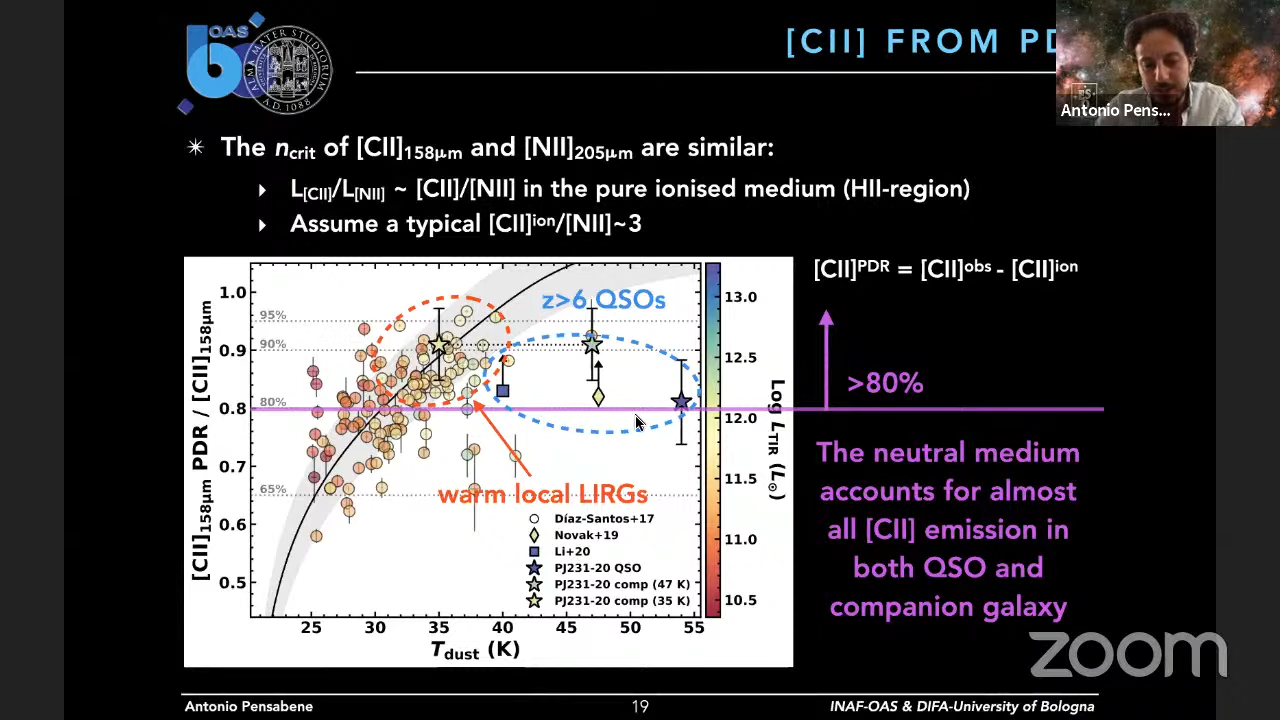 OAS
ALMA MATER STUDIORUM
A.D. 1088
[CII] FROM PD
Antonio Pens...
The ncrit of [CII]158μm and [NII]205μm are similar:
L[CII]/L[NII] ~ [CII]/[NII] in the pure ionised medium (HII-region)
Assume a typical [CII]ion/[NII]~3
[CII]PDR = [CII]obs - [CII]ion
z>6 QSOs
95%
90%
80%
65%
1.0
0.9
0.8
0.7
0.6
0.5
[CII]158μm PDR / [CII]158μm
warm local LIRGs
Díaz-Santos+17
Novak+19
Li+20
PJ231-20 QSO
PJ231-20 comp (47 K)
PJ231-20 comp (35 K)
25 30 35 40 45 50 55
Tdust (K)
13.0
12.5
12.0
11.5
11.0
10.5
Log LTIR (L⊙)
>80%
The neutral medium
accounts for almost
all [CII] emission in
both QSO and
companion galaxy
zoom
Antonio Pensabene
19
INAF-OAS & DIFA-University of Bologna